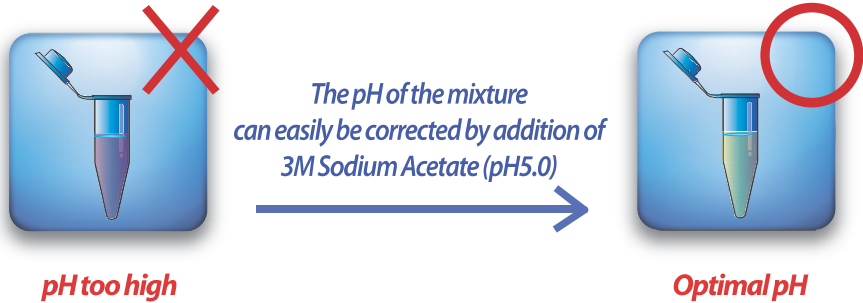 The pH of the mixture
can easily be corrected by addition of
3M Sodium Acetate (pH5.0)
pH too high
Optimal pH